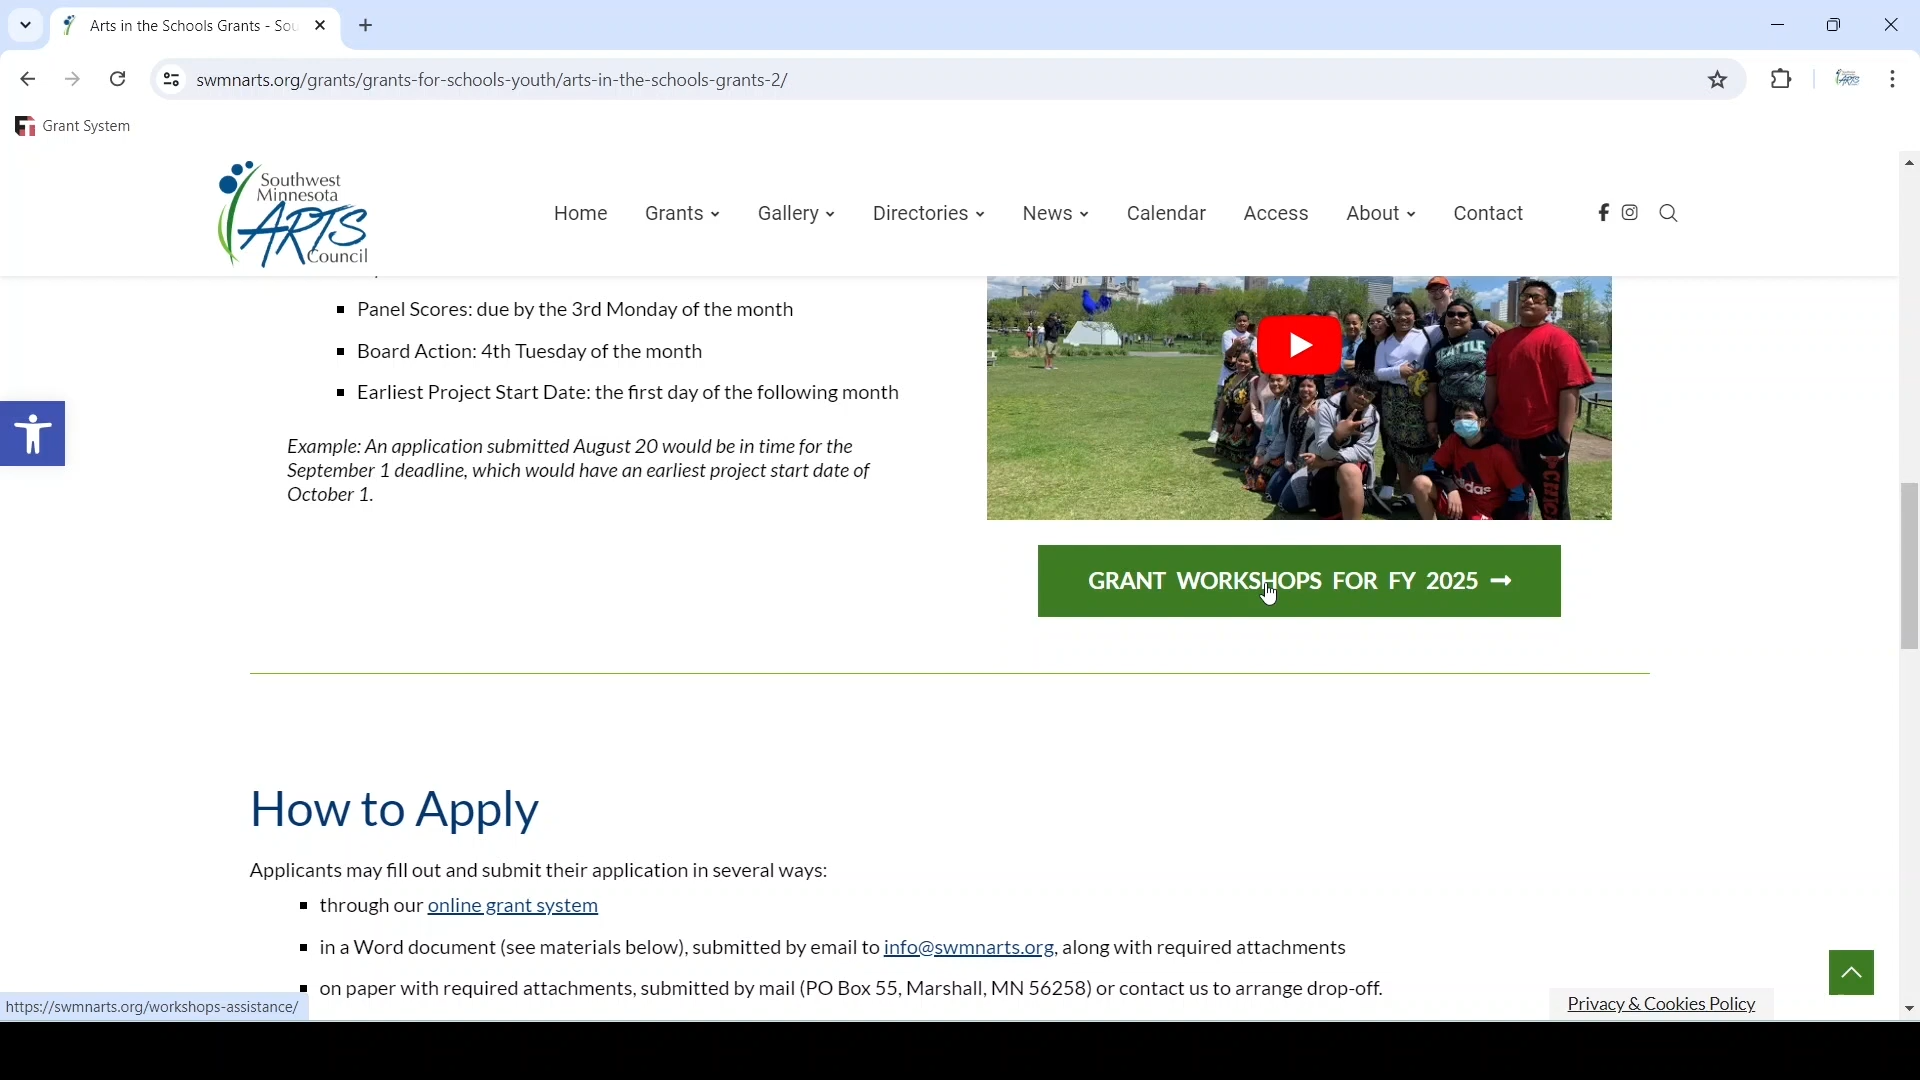 Arts in the Schools Grants - Sou
swmnarts.org/grants/grants-for-schools-youth/arts-in-the-schools-grants-2/
Grant System
Southwest
Minnesota
ARTS
Council
Home Grants Gallery Directories News Calendar Access About Contact
Panel Scores: due by the 3rd Monday of the month
Board Action: 4th Tuesday of the month
Earliest Project Start Date: the first day of the following month
Example: An application submitted August 20 would be in time for the
September 1 deadline, which would have an earliest project start date of
October 1.
SEATTLE
adidas
GRANT WORKSHOPS FOR FY 2025 →
How to Apply
Applicants may fill out and submit their application in several ways:
▪ through our online grant system
▪ in a Word document (see materials below), submitted by email to info@swmnarts.org, along with required attachments
▪ on paper with required attachments, submitted by mail (PO Box 55, Marshall, MN 56258) or contact us to arrange drop-off.
https://swmnarts.org/workshops-assistance/
Privacy & Cookies Policy